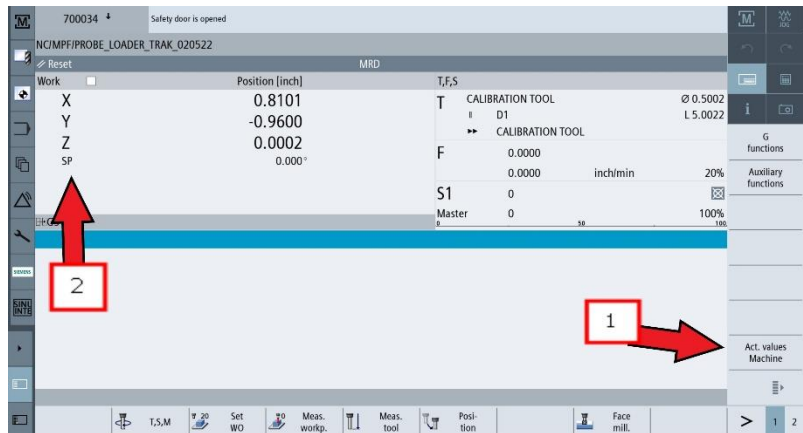 700034
Safety door is opened
NC/MPF/PROBE_LOADER_TRAK_020522
Reset
MRD
Work
Position [inch]
T,F,S
X 0.8101
Y -0.9600
Z 0.0002
SP 0.000°
T CALIBRATION TOOL Ø 0.5002
D1 L 5.0022
CALIBRATION TOOL
F 0.0000
0.0000 inch/min 20%
S1 0
Master 0 100%
0 50 100
2
1
M
JOG
G
functions
Auxiliary
functions
Act. values
Machine
SIEMENS
SINU
INTE
T,S,M
Set
WO
Meas.
workp.
Meas.
tool
Posi-
tion
Face
mill.
> 1 2